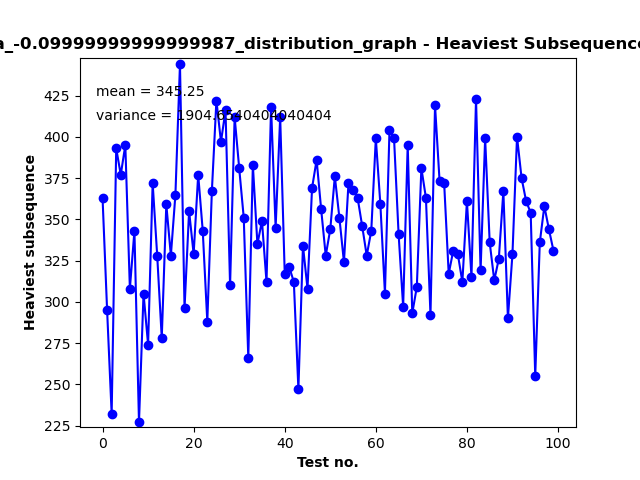 a_-0.09999999999999987_distribution_graph - Heaviest Subsequence
mean = 345.25
variance = 1904.6540404040404
Heaviest subsequence
425
400
375
350
325
300
275
250
225
0 20 40 60 80 100
Test no.